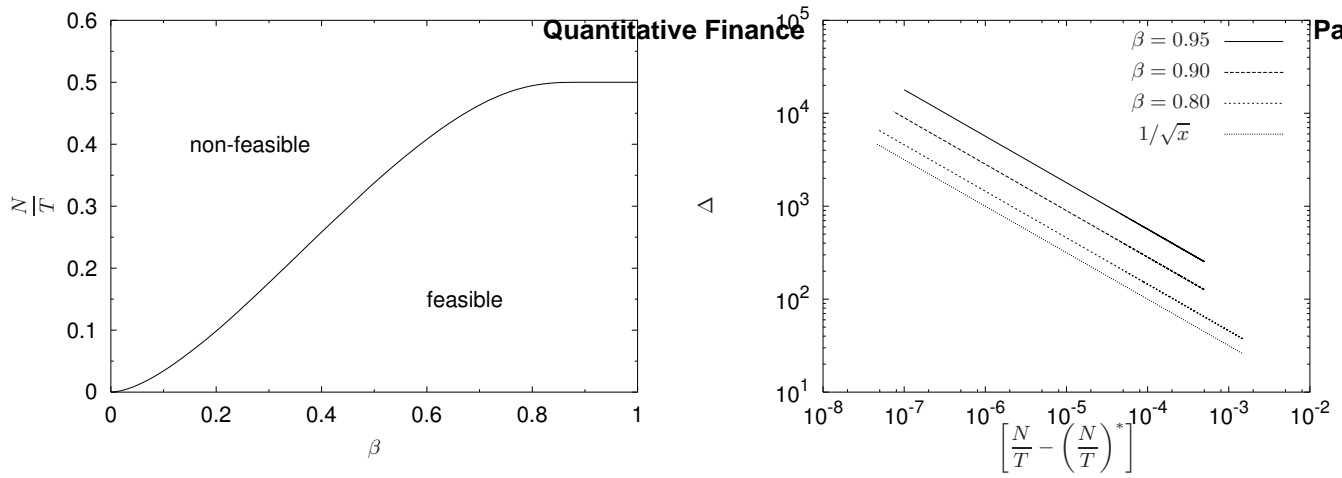 Quantitative Finance
Pa
0.6
0.5
0.4
0.3
0.2
0.1
0
N/T
non-feasible
feasible
0 0.2 0.4 0.6 0.8 1
β
10^5
10^4
10^3
10^2
10^1
Δ
β = 0.95
β = 0.90
β = 0.80
1/√x
10^-8 10^-7 10^-6 10^-5 10^-4 10^-3 10^-2
[N/T − (N/T)^*]